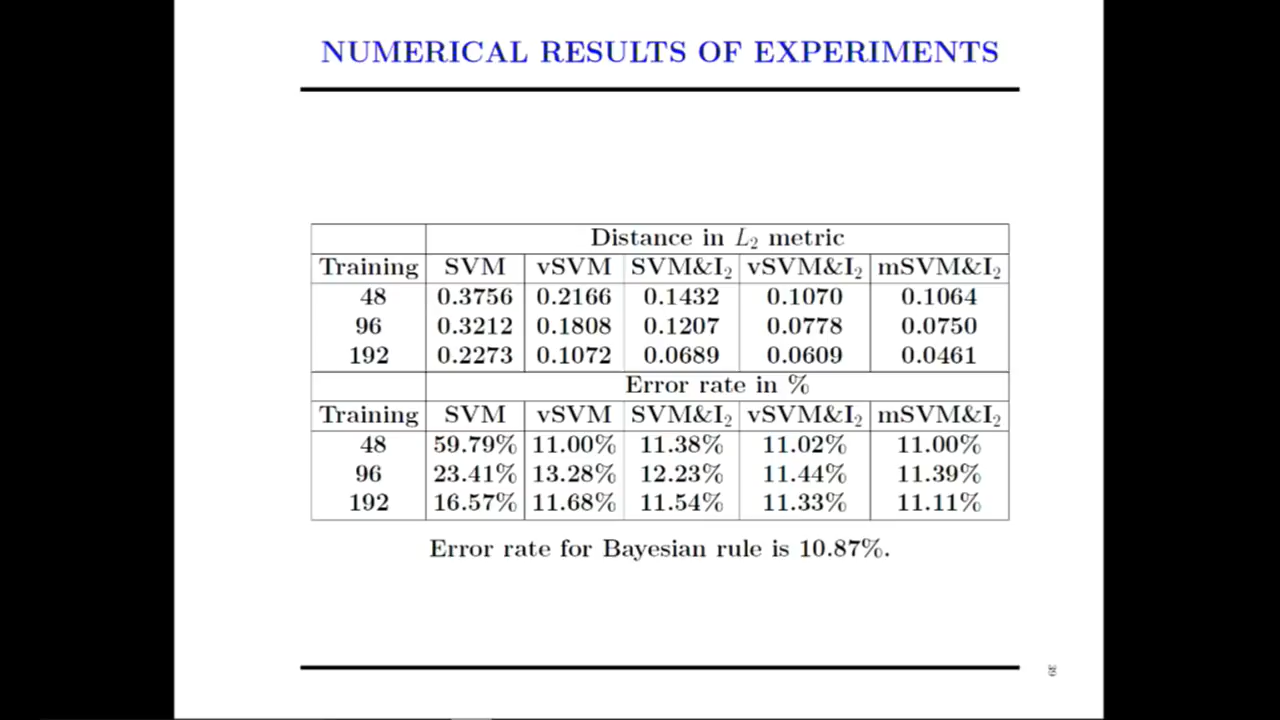 NUMERICAL RESULTS OF EXPERIMENTS
Distance in L₂ metric
Training SVM vSVM SVM&I₂ vSVM&I₂ mSVM&I₂
48 0.3756 0.2166 0.1432 0.1070 0.1064
96 0.3212 0.1808 0.1207 0.0778 0.0750
192 0.2273 0.1072 0.0689 0.0609 0.0461
Error rate in %
Training SVM vSVM SVM&I₂ vSVM&I₂ mSVM&I₂
48 59.79% 11.00% 11.38% 11.02% 11.00%
96 23.41% 13.28% 12.23% 11.44% 11.39%
192 16.57% 11.68% 11.54% 11.33% 11.11%
Error rate for Bayesian rule is 10.87%.
39